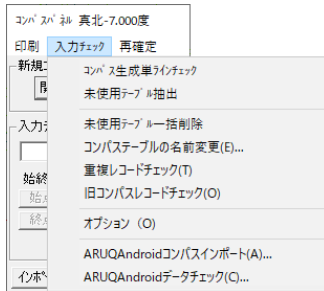 コンパスパネル 真北-7.000度
印刷 入力チェック 再確定
新規
コンパス生成単ラインチェック
未使用テーブル抽出
未使用テーブル一括削除
入力
コンパステーブルの名前変更(E)...
重複レコードチェック(T)
始終
旧コンパスレコードチェック(O)
始点
終点
オプション（O）
ARUQAndroidコンパスインポート(A)...
インポ
ARUQAndroidデータチェック(C)...